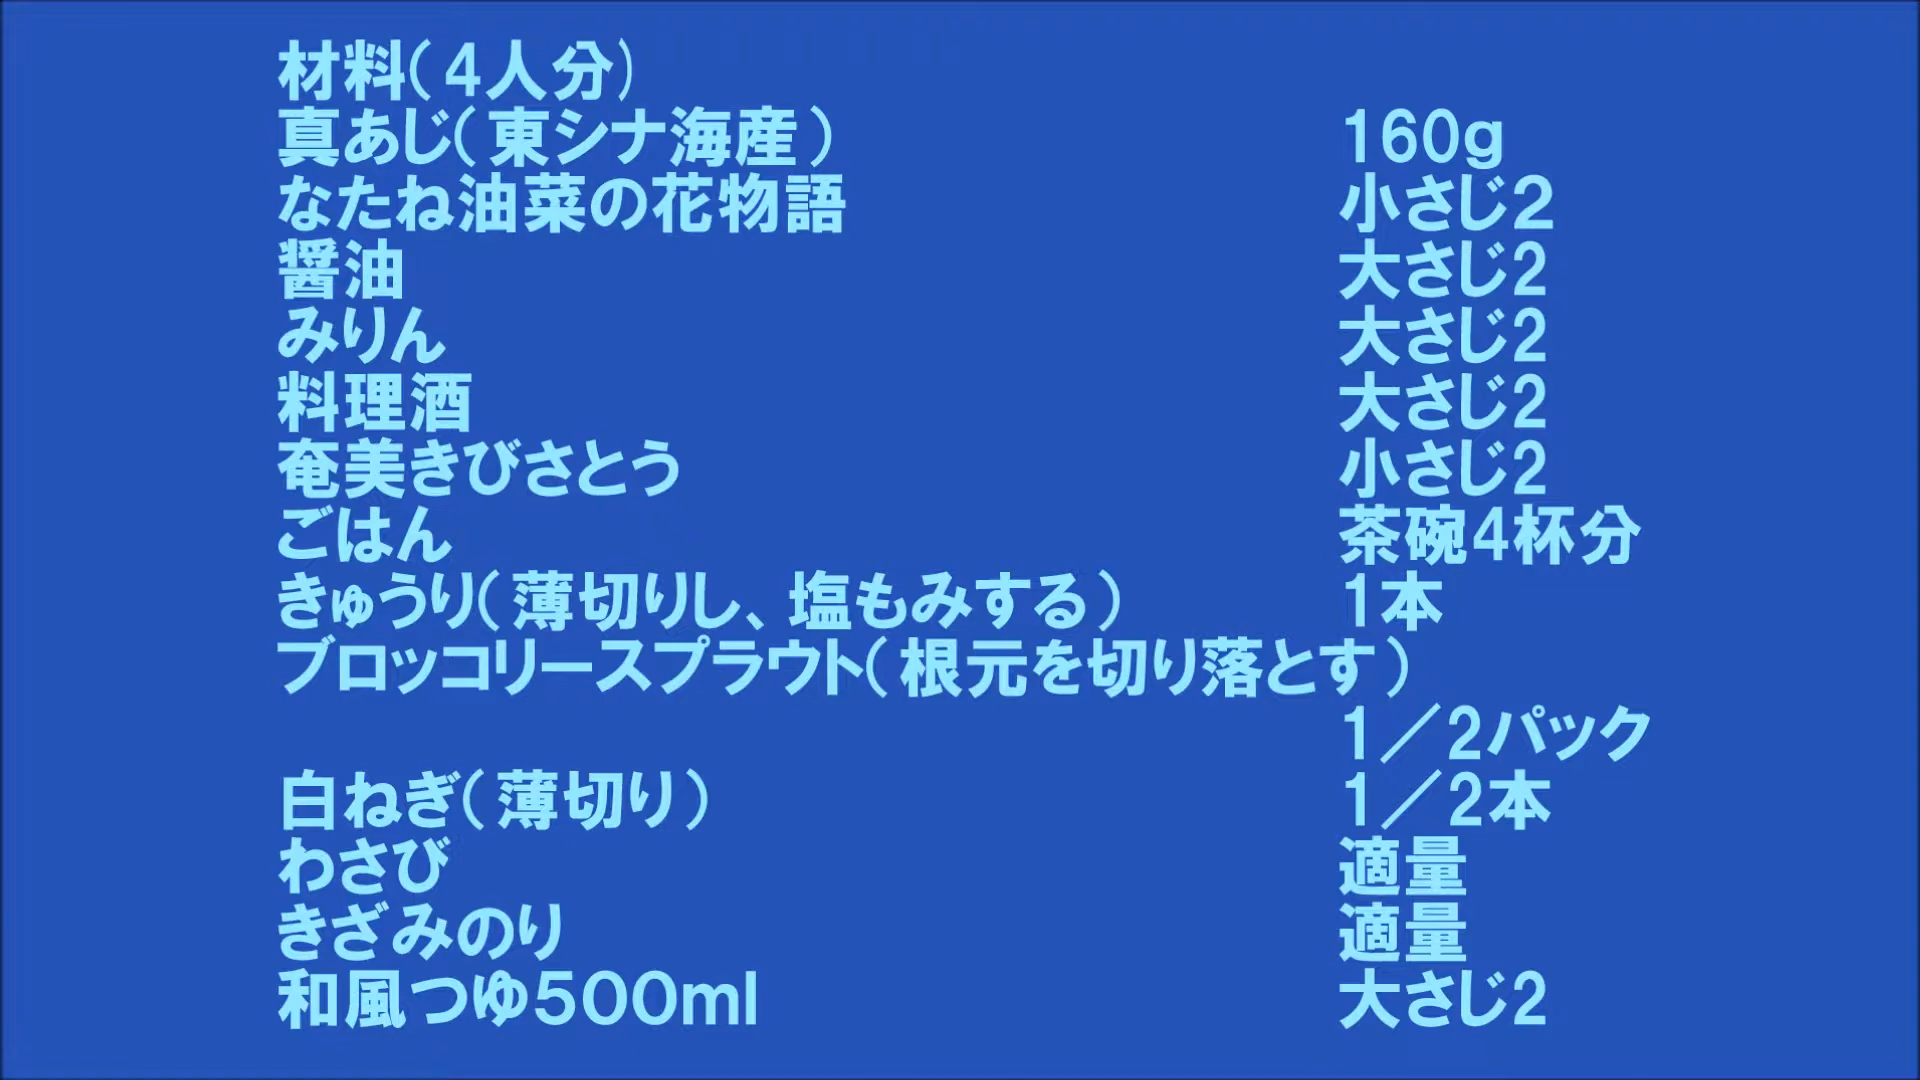 材料(4人分)
真あじ(東シナ海産) 160g
なたね油菜の花物語 小さじ2
醤油 大さじ2
みりん 大さじ2
料理酒 大さじ2
奄美きびさとう 小さじ2
ごはん 茶碗4杯分
きゅうり(薄切りし、塩もみする) 1本
ブロッコリースプラウト(根元を切り落とす)
1/2パック
白ねぎ(薄切り) 1/2本
わさび 適量
きざみのり 適量
和風つゆ500ml 大さじ2